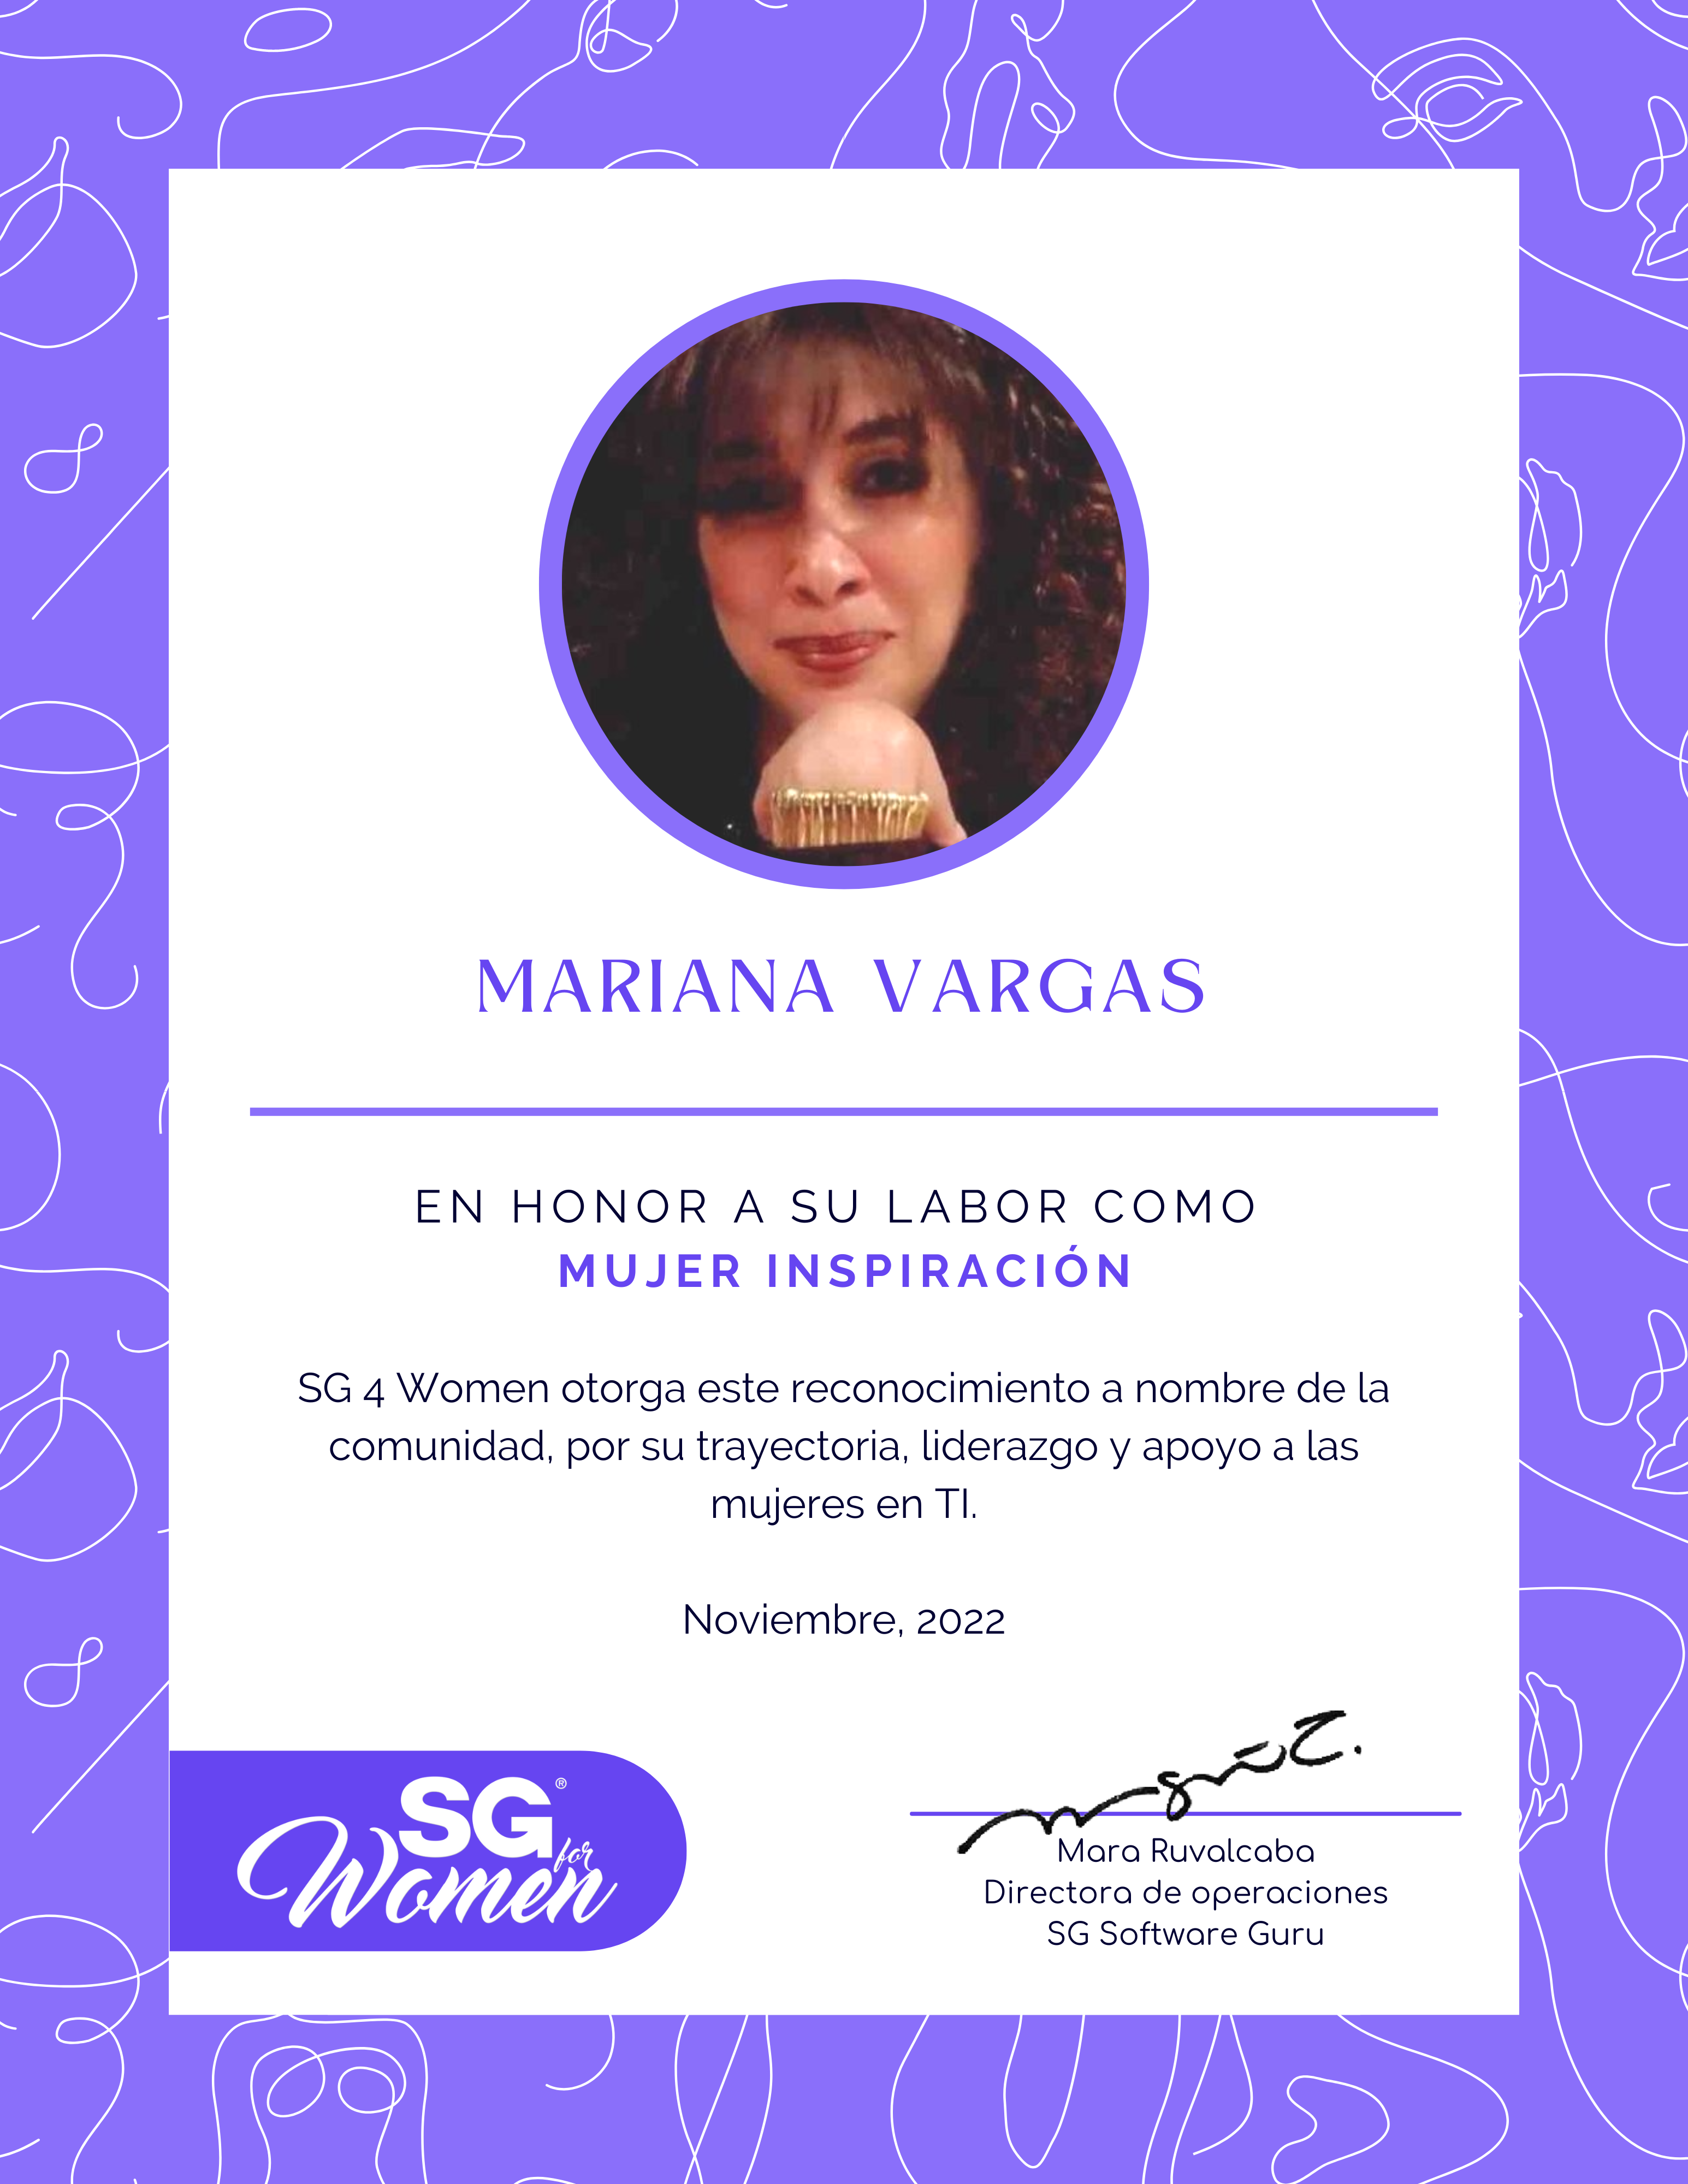 MARIANA VARGAS
EN HONOR A SU LABOR COMO
MUJER INSPIRACIÓN
SG 4 Women otorga este reconocimiento a nombre de la
comunidad, por su trayectoria, liderazgo y apoyo a las
mujeres en TI.
Noviembre, 2022
SG®
for
Women
Mara Ruvalcaba
Directora de operaciones
SG Software Guru